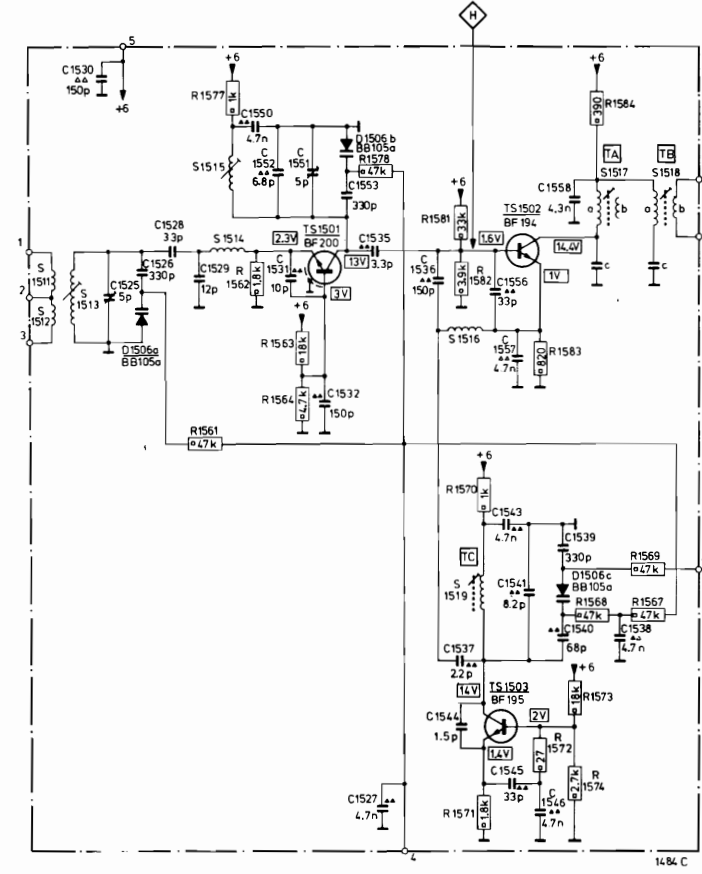 H
5
C1530
150p
+6
+6
R1577
1k
C1550
4.7n
S1515
C
1552
6.8p
C
1551
5p
D1506b
BB105a
R1578
47k
C1553
330p
+6
390
R1584
TA
TB
S1517
S1518
C1558
4.3n
a
b
a
b
c
c
+6
R1581
33k
TS1502
BF194
1.6V
14.4V
1V
1
2
3
S
1511
S
1512
S
1513
C1525
5p
C1526
330p
C1528
33p
D1506a
BB105a
C1529
12p
S1514
R
1562
1.8k
2.3V
C
1531
10p
TS1501
BF200
13V
3V
C1535
3.3p
C
1536
150p
3.9k
R
1582
C1556
33p
S1516
C
1557
4.7n
820
R1583
+6
R1563
18k
R1564
4.7k
C1532
150p
R1561
47k
+6
R1570
1k
C1543
4.7n
TC
S
1519
C1541
8.2p
C1539
330p
D1506c
BB105a
R1569
47k
R1568
47k
R1567
47k
C1540
68p
C1538
4.7n
C1537
2.2p
14V
TS1503
BF195
2V
1.4V
+6
18k
R1573
C1544
1.5p
R
1572
27
C1545
33p
C
1546
4.7n
2.7k
R
1574
R1571
1.8k
C1527
4.7n
4
1484 C